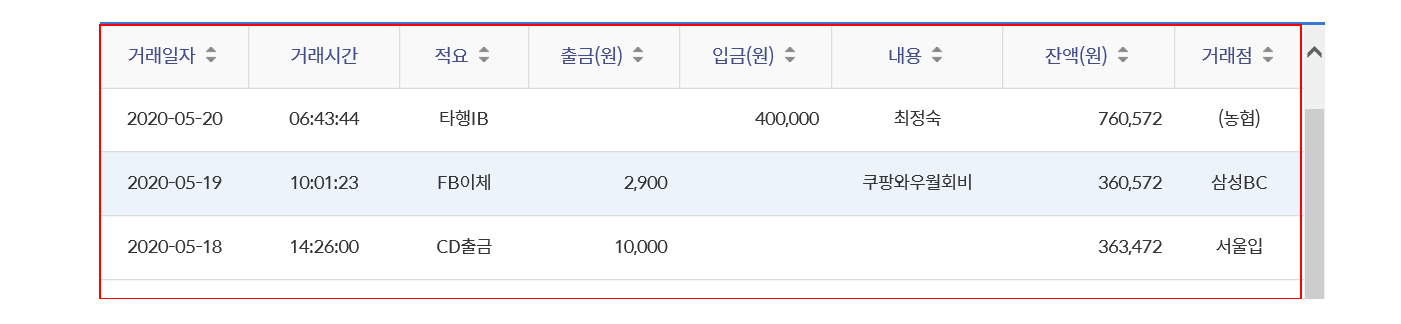 거래일자 거래시간 적요 출금(원) 입금(원) 내용 잔액(원) 거래점
2020-05-20 06:43:44 타행IB 400,000 최정숙 760,572 (농협)
2020-05-19 10:01:23 FB이체 2,900 쿠팡와우월회비 360,572 삼성BC
2020-05-18 14:26:00 CD출금 10,000 363,472 서울입